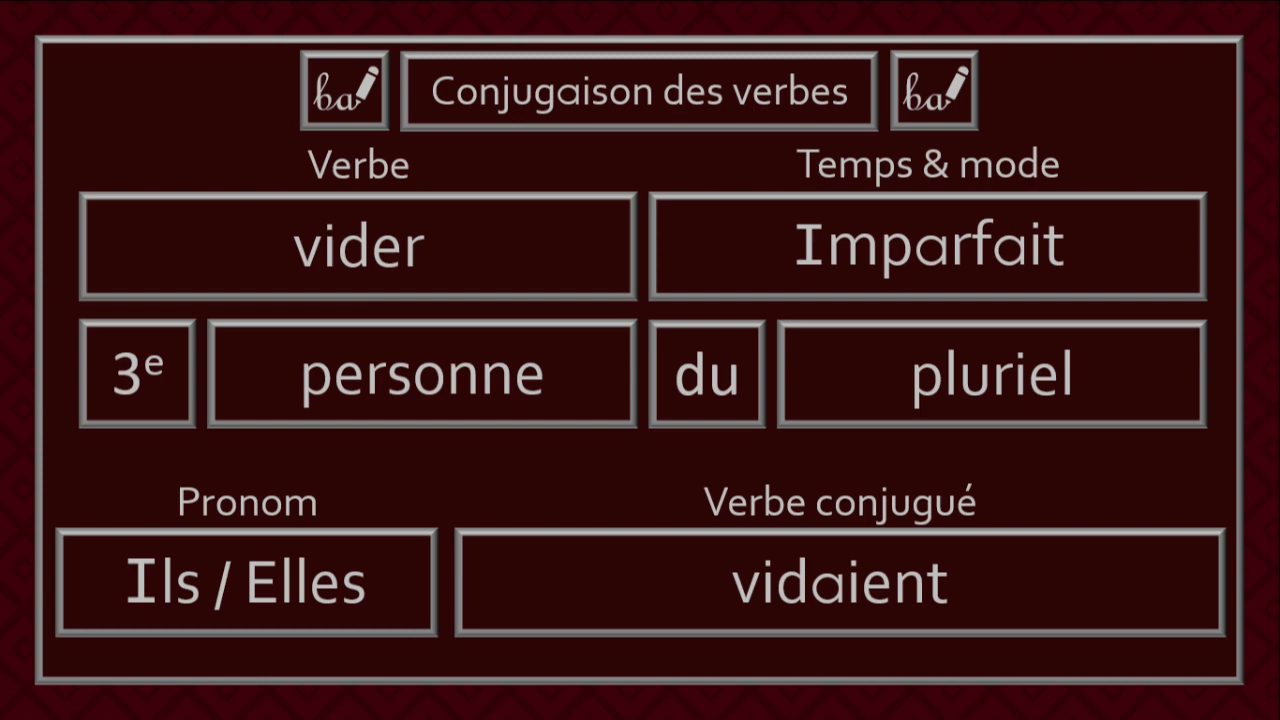 ba Conjugaison des verbes ba
Verbe Temps & mode
vider Imparfait
3e personne du pluriel
Pronom Verbe conjugué
Ils / Elles vidaient